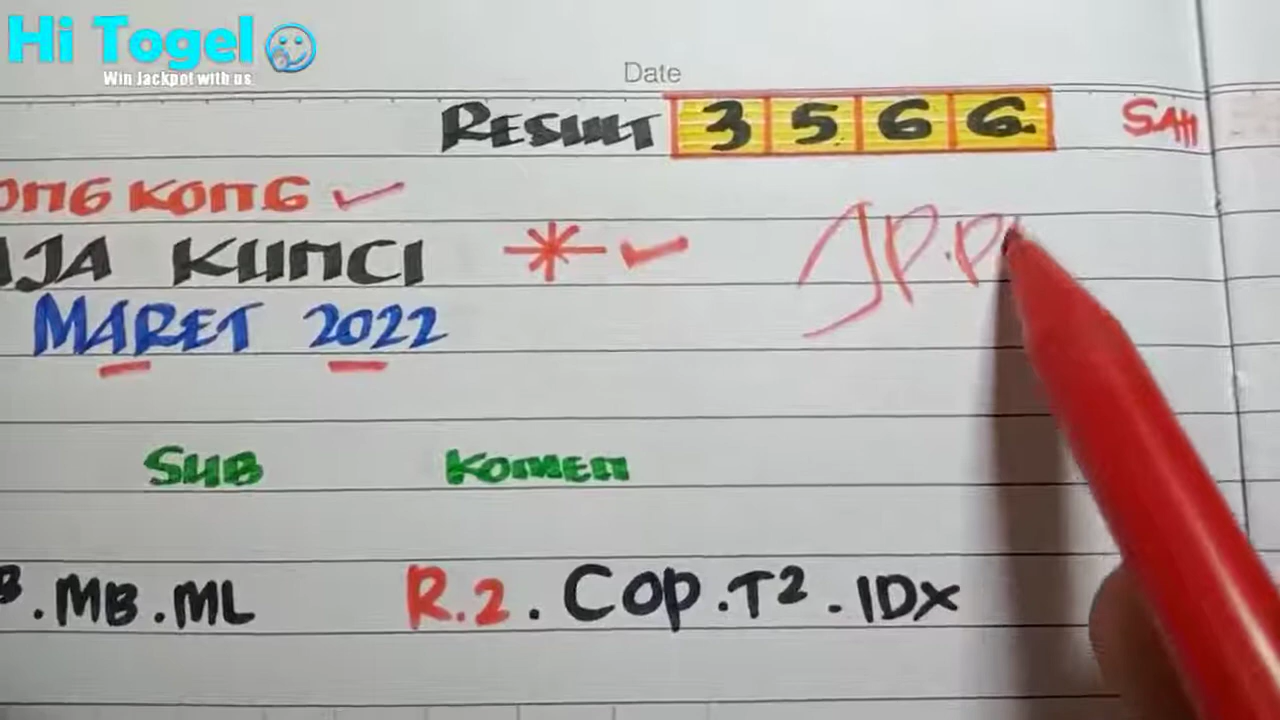 Hi Togel
Win Jackpot with us
Date
RESULT 3 5 6 6
ONG KONG
KUNCI
MARET 2022
SUB KOMEN
B.MB.ML R.2.COP.T2.IDX
JP.P